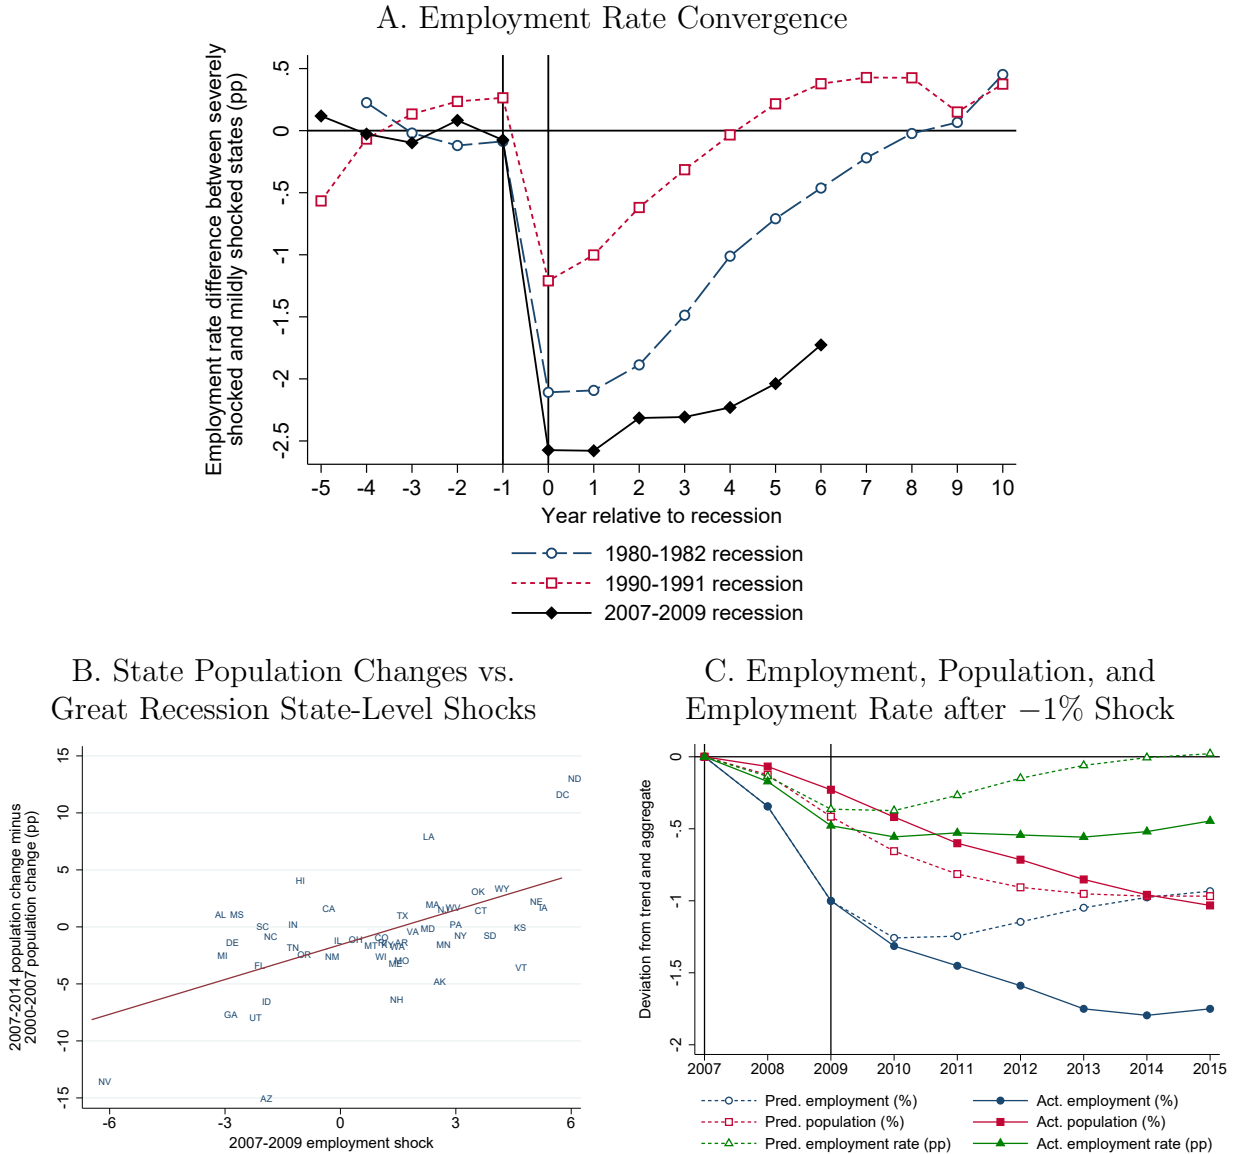 A. Employment Rate Convergence
Employment rate difference between severely
shocked and mildly shocked states (pp)
.5
0
-.5
-1
-1.5
-2
-2.5
-5 -4 -3 -2 -1 0 1 2 3 4 5 6 7 8 9 10
Year relative to recession
1980-1982 recession
1990-1991 recession
2007-2009 recession
B. State Population Changes vs.
Great Recession State-Level Shocks
2007-2014 population change minus
2000-2007 population change (pp)
15
10
5
0
-5
-10
-15
ND
DC
LA
HI
WY
OK
NE
IA
CA
MA
WV
CT
AL MS
TX
IN
SC
PA
KS
MD
VA
NC
NY
SD
DE
IL
OH
CO
AR
MT
KY
WA
MN
TN
OR
MI
NM
WI
MO
ME
FL
VT
AK
ID
NH
GA
UT
NV
AZ
-6 -3 0 3 6
2007-2009 employment shock
C. Employment, Population, and
Employment Rate after −1% Shock
Deviation from trend and aggregate
0
-.5
-1
-1.5
-2
2007 2008 2009 2010 2011 2012 2013 2014 2015
Pred. employment (%)
Act. employment (%)
Pred. population (%)
Act. population (%)
Pred. employment rate (pp)
Act. employment rate (pp)